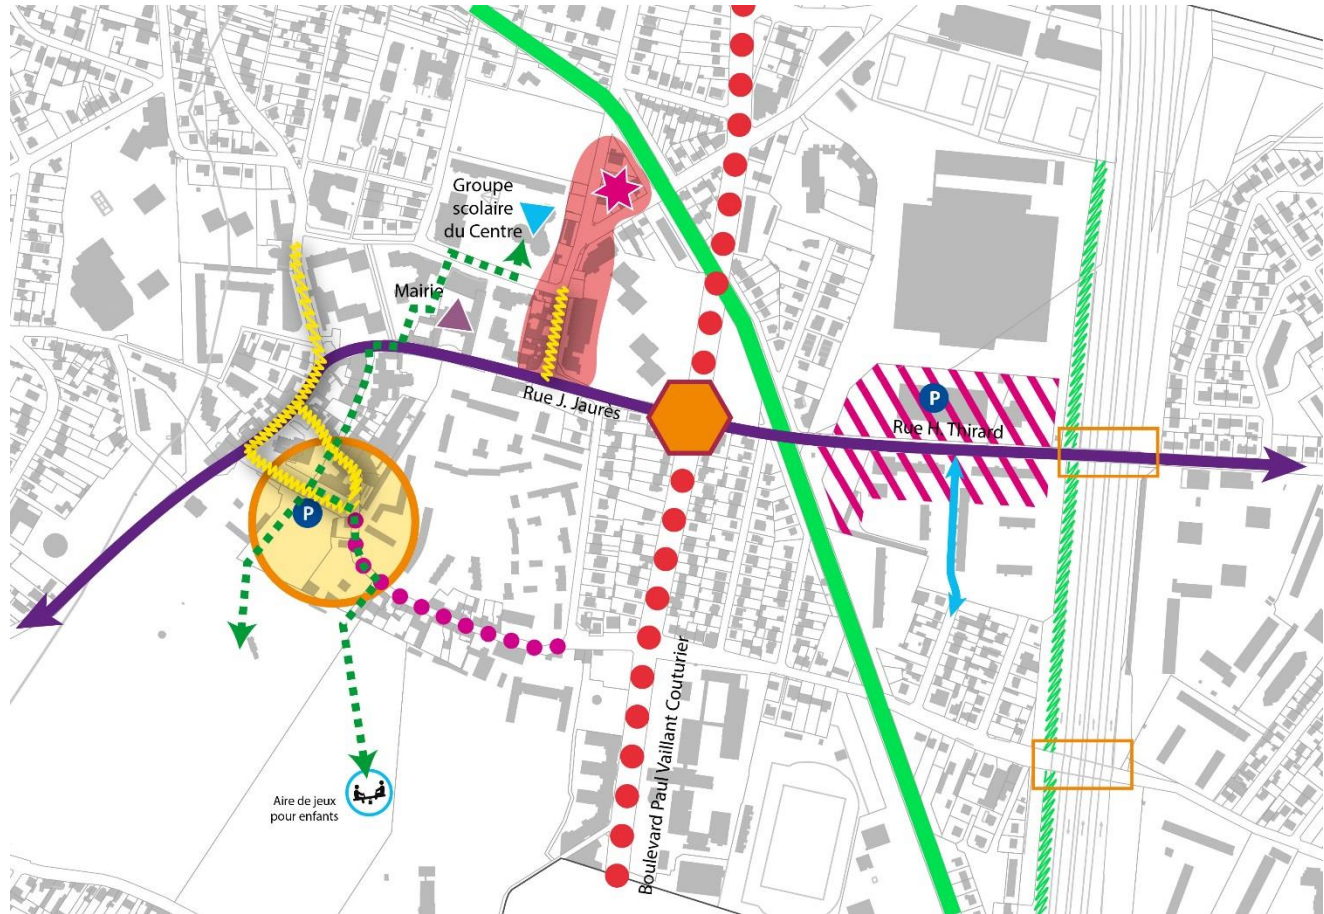 Groupe
scolaire
du Centre
Mairie
Rue J. Jaurès
P
Rue H. Thirard
P
Boulevard Paul Vaillant Couturier
Aire de jeux
pour enfants